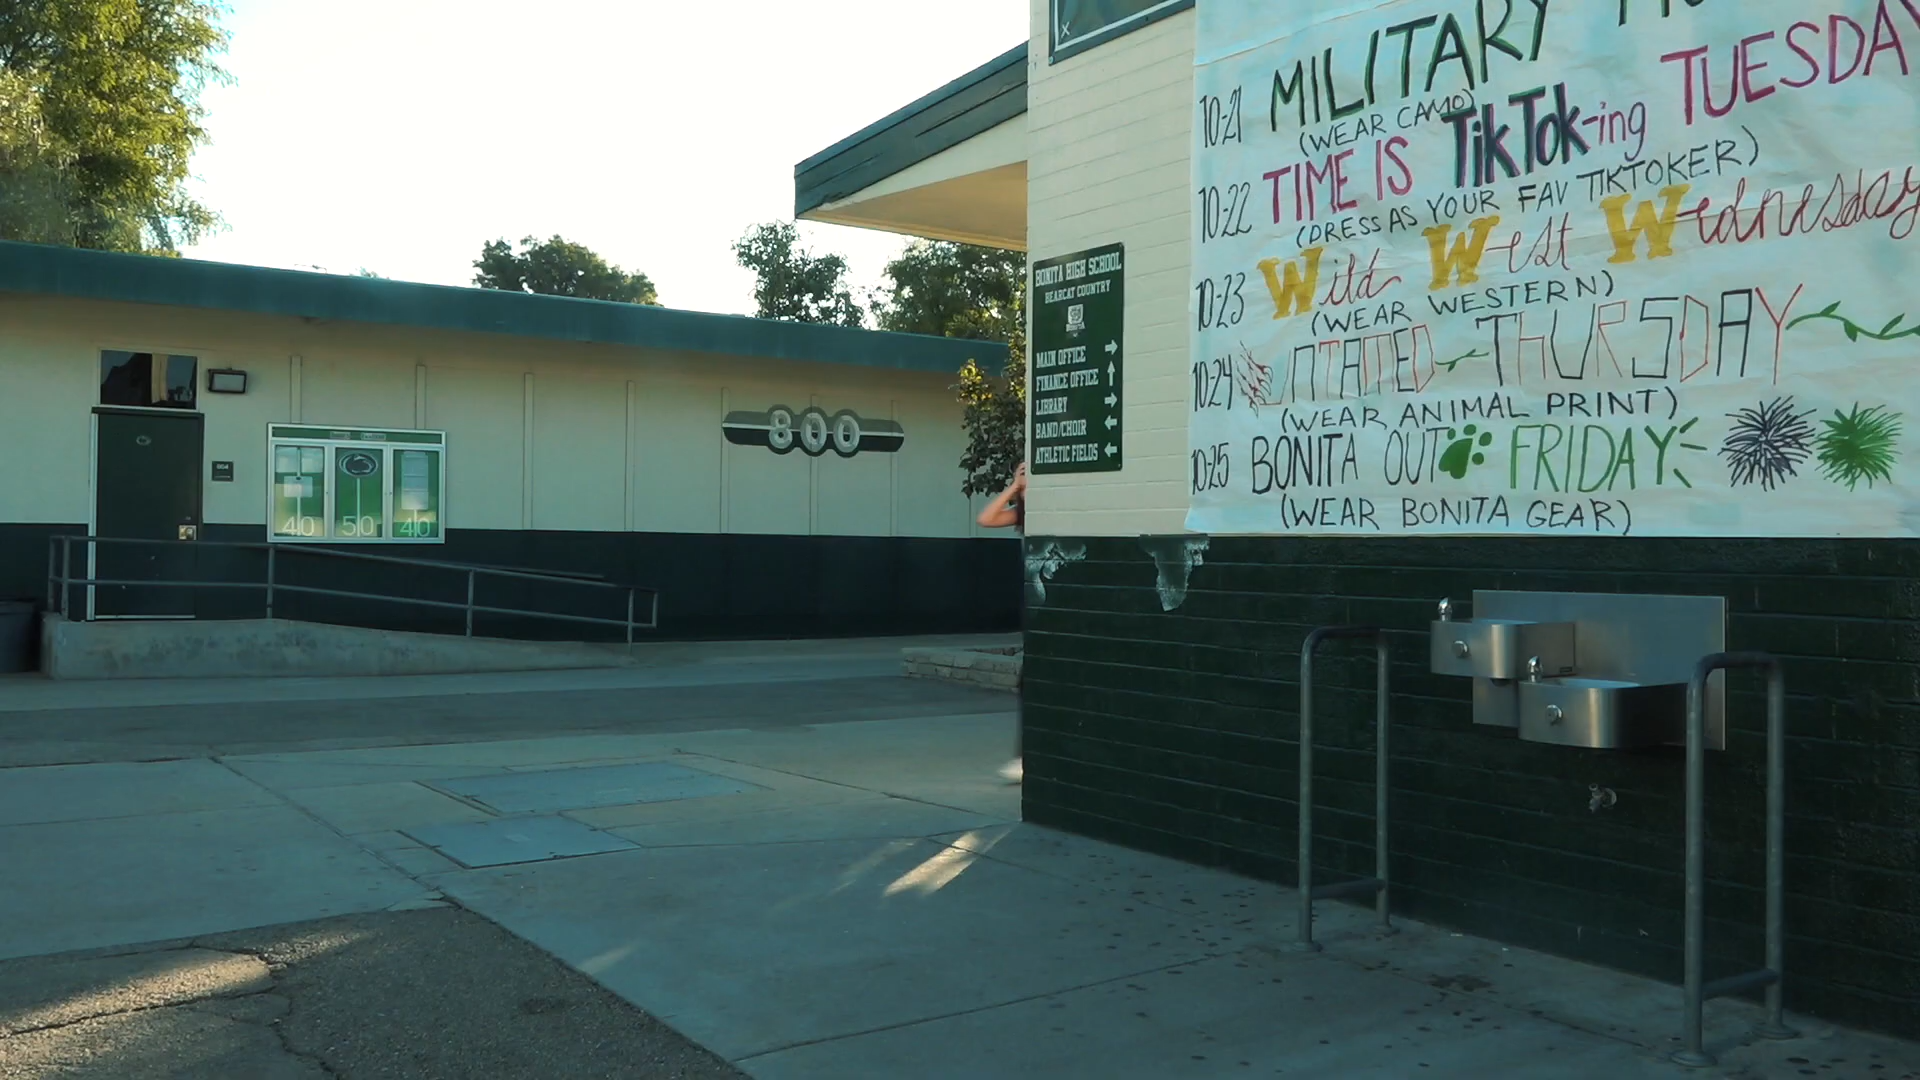 10-21 MILITARY
(WEAR CAMO)
10-22 TIME IS TikTok-ing TUESDAY
(DRESS AS YOUR FAV TIKTOKER)
10-23 Wild West Wednesday
(WEAR WESTERN)
10-24 UNTAMED THURSDAY
(WEAR ANIMAL PRINT)
10-25 BONITA OUT FRIDAY
(WEAR BONITA GEAR)
BONITA HIGH SCHOOL
BEARCAT COUNTRY
MAIN OFFICE
FINANCE OFFICE
LIBRARY
BAND/CHOIR
ATHLETIC FIELDS
800
40 50 40